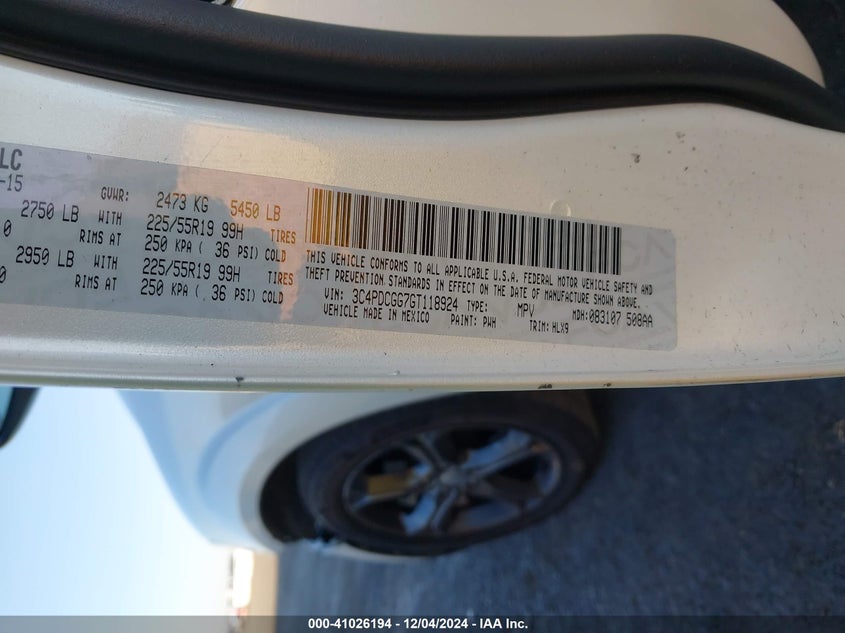 LC
-15
GVWR: 2473 KG 5450 LB
2750 LB WITH 225/55R19 99H TIRES
0 RIMS AT 250 KPA ( 36 PSI) COLD
2950 LB WITH 225/55R19 99H TIRES
0 RIMS AT 250 KPA ( 36 PSI) COLD
THIS VEHICLE CONFORMS TO ALL APPLICABLE U.S.A. FEDERAL MOTOR VEHICLE SAFETY AND
THEFT PREVENTION STANDARDS IN EFFECT ON THE DATE OF MANUFACTURE SHOWN ABOVE.
VIN: 3C4PDCGG7GT118924 TYPE: MPV MDH: 083107 508AA
VEHICLE MADE IN MEXICO PAINT: PWH TRIM: HLX9
000-41026194 - 12/04/2024 - IAA Inc.